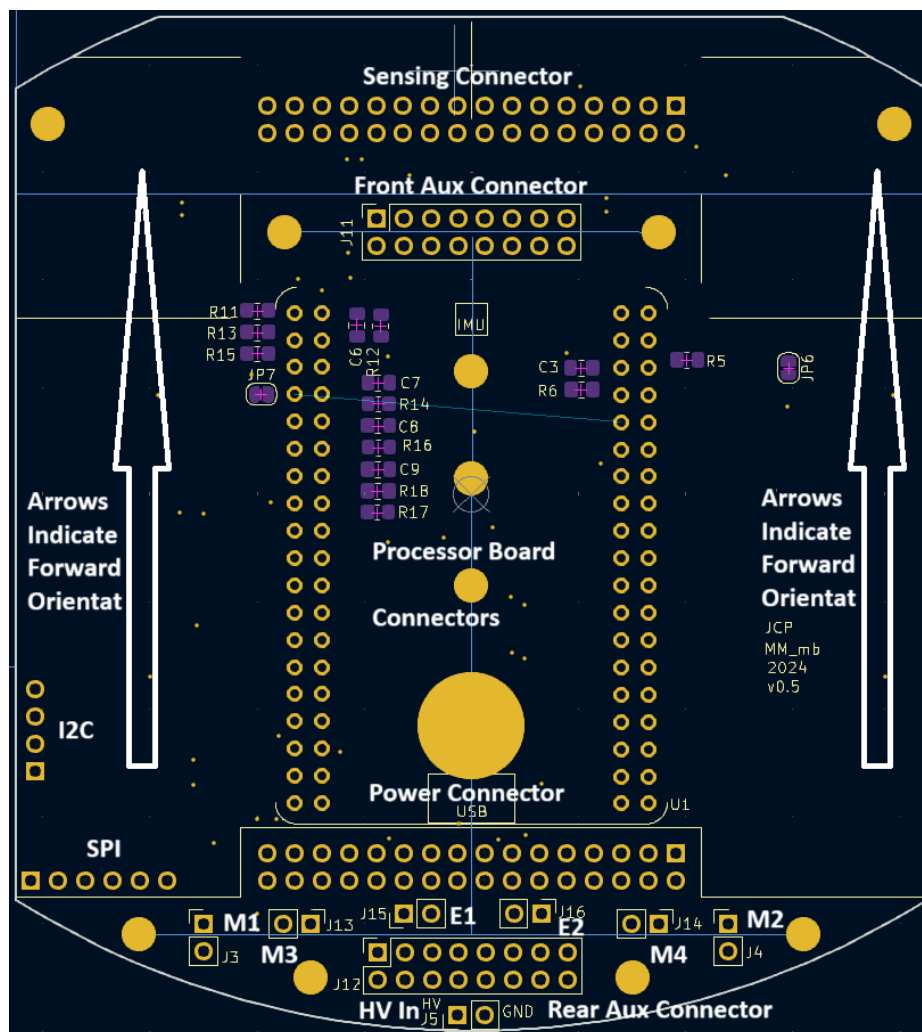 Sensing Connector
Front Aux Connector
J11
IMU
R11
R13
R15
JP7
C6
R12
C7
R14
C8
R16
C9
R18
R17
C3
R6
R5
JP6
Arrows
Indicate
Forward
Orientat
Processor Board
Connectors
Arrows
Indicate
Forward
Orientat
JCP
MM_mb
2024
v0.5
I2C
Power Connector
USB
U1
SPI
M1
J3
J13
M3
J15
E1
J16
E2
J14
M4
M2
J4
J12
HV In
HV
J5
GND
Rear Aux Connector